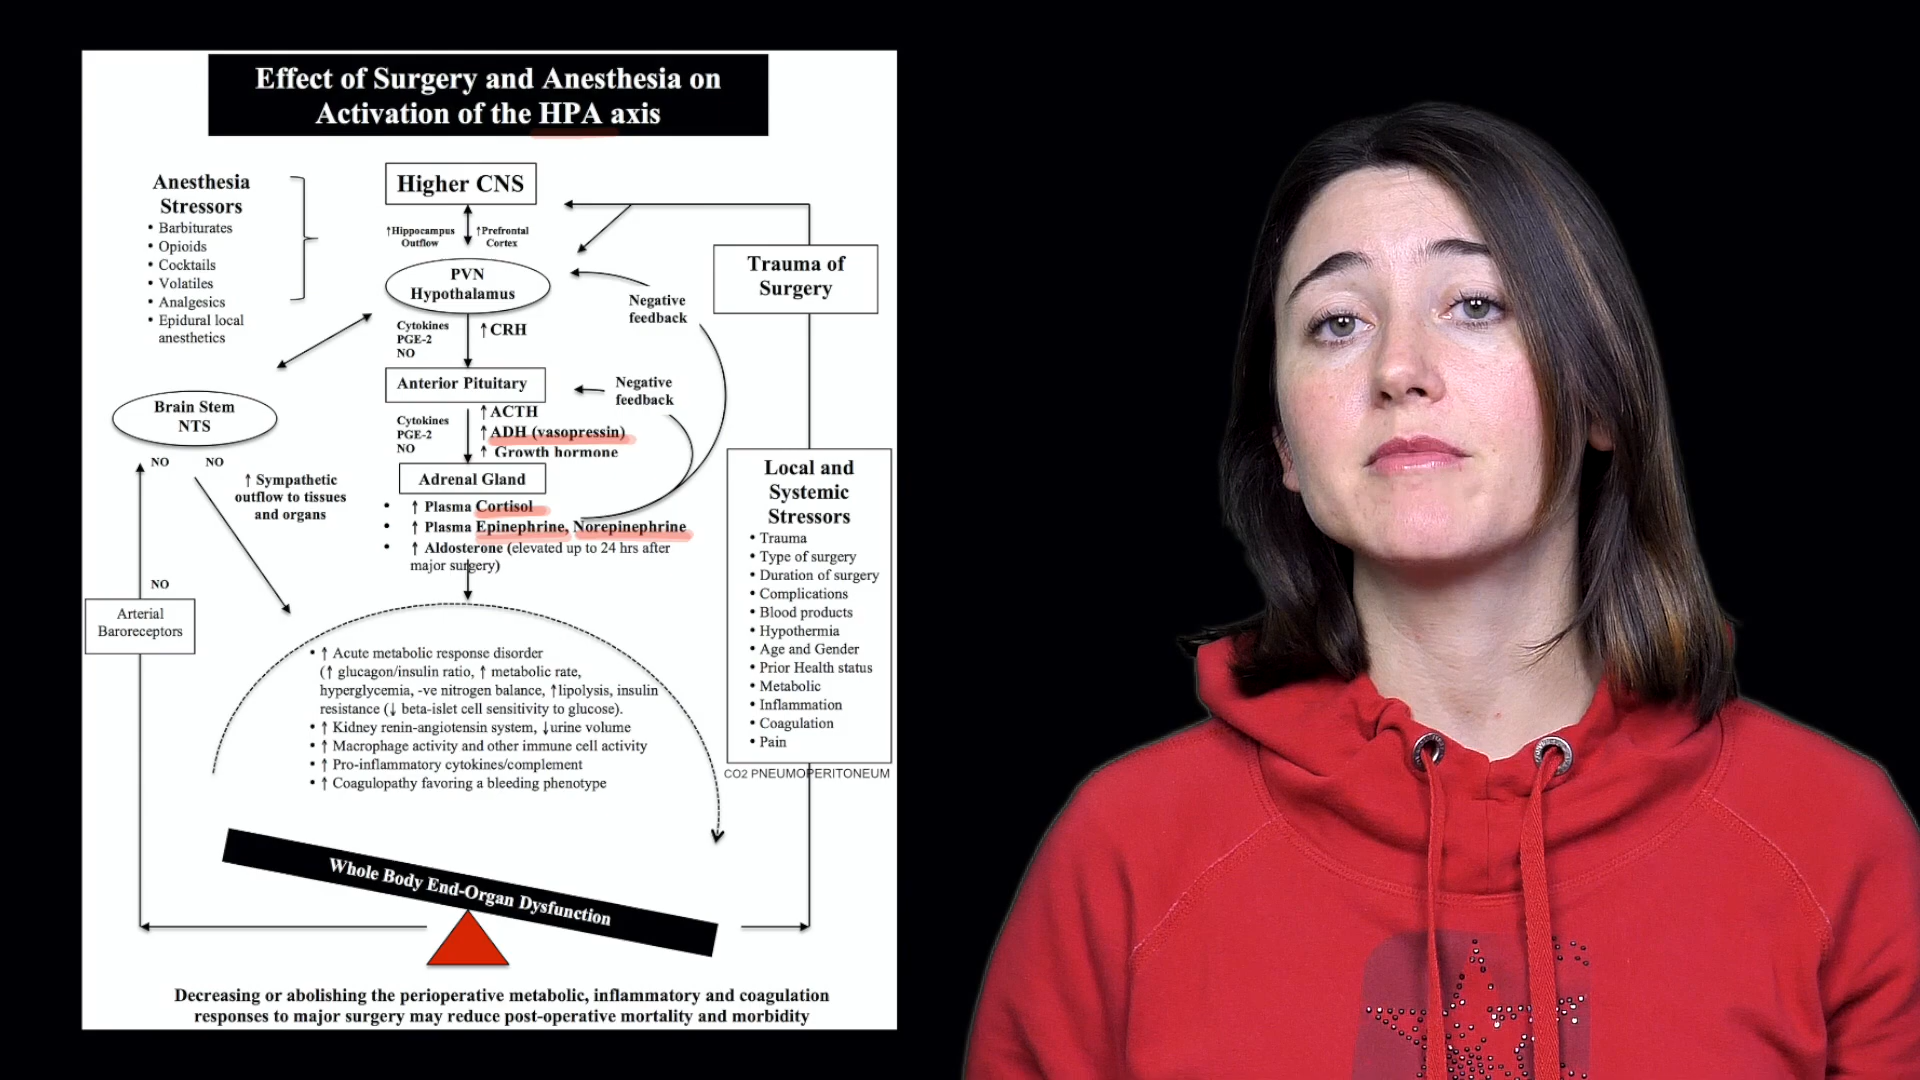 Effect of Surgery and Anesthesia on
Activation of the HPA axis
Anesthesia
Stressors
• Barbiturates
• Opioids
• Cocktails
• Volatiles
• Analgesics
• Epidural local
anesthetics
Higher CNS
↑Hippocampus
Outflow
↑Prefrontal
Cortex
PVN
Hypothalamus
Cytokines
PGE-2
NO
↑ CRH
Negative
feedback
Anterior Pituitary
Negative
feedback
Cytokines
PGE-2
NO
↑ ACTH
↑ ADH (vasopressin)
↑ Growth hormone
Adrenal Gland
• ↑ Plasma Cortisol
• ↑ Plasma Epinephrine, Norepinephrine
• ↑ Aldosterone (elevated up to 24 hrs after
major surgery)
Brain Stem
NTS
NO
NO
↑ Sympathetic
outflow to tissues
and organs
NO
Arterial
Baroreceptors
Trauma of
Surgery
Local and
Systemic
Stressors
• Trauma
• Type of surgery
• Duration of surgery
• Complications
• Blood products
• Hypothermia
• Age and Gender
• Prior Health status
• Metabolic
• Inflammation
• Coagulation
• Pain
CO2 PNEUMOPERITONEUM
• ↑ Acute metabolic response disorder
(↑ glucagon/insulin ratio, ↑ metabolic rate,
hyperglycemia, -ve nitrogen balance, ↑lipolysis, insulin
resistance (↓ beta-islet cell sensitivity to glucose).
• ↑ Kidney renin-angiotensin system, ↓urine volume
• ↑ Macrophage activity and other immune cell activity
• ↑ Pro-inflammatory cytokines/complement
• ↑ Coagulopathy favoring a bleeding phenotype
Whole Body End-Organ Dysfunction
Decreasing or abolishing the perioperative metabolic, inflammatory and coagulation
responses to major surgery may reduce post-operative mortality and morbidity